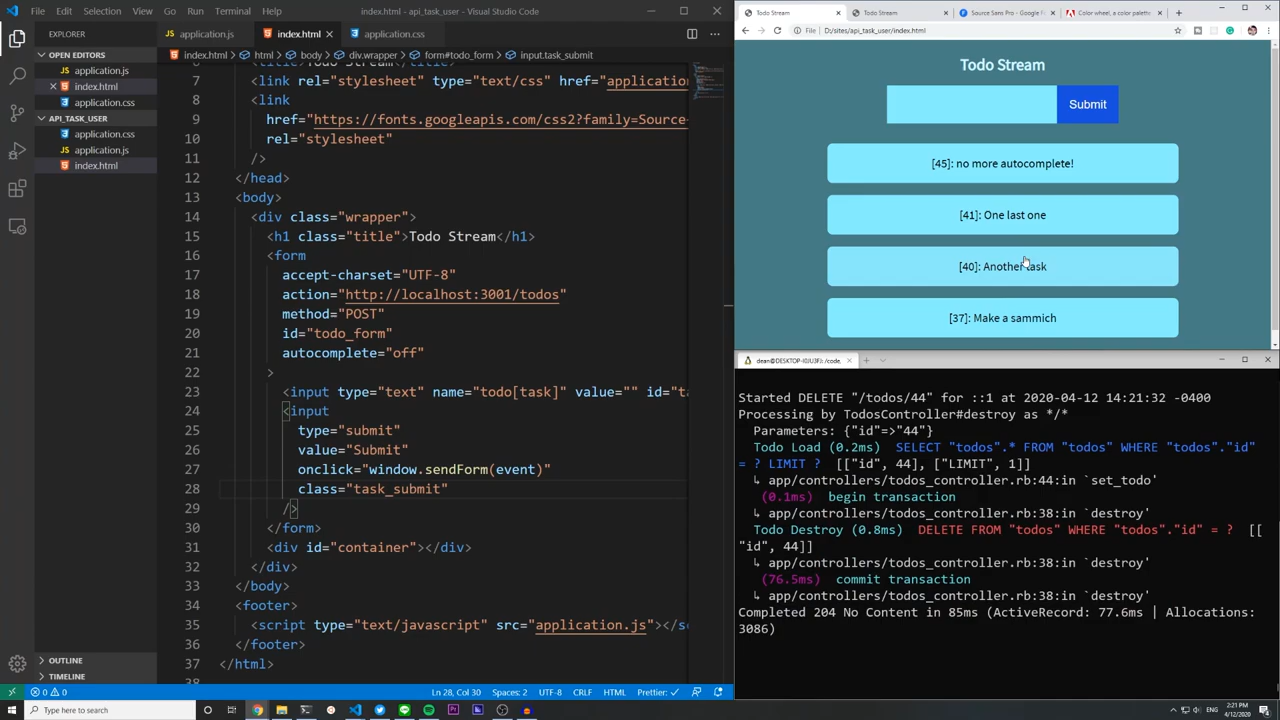 File Edit Selection View Go Run Terminal Help index.html - api_task_user - Visual Studio Code
EXPLORER
OPEN EDITORS
application.js
index.html
application.css
API_TASK_USER
application.css
application.js
index.html
OUTLINE
TIMELINE
application.js index.html application.css
index.html > body > div.wrapper > form#todo_form > input.task_submit
7 <link rel="stylesheet" type="text/css" href="application
8 <link
9 href="https://fonts.googleapis.com/css2?family=Source-
10 rel="stylesheet"
11 />
12 </head>
13 <body>
14 <div class="wrapper">
15 <h1 class="title">Todo Stream</h1>
16 <form
17 accept-charset="UTF-8"
18 action="http://localhost:3001/todos"
19 method="POST"
20 id="todo_form"
21 autocomplete="off"
22 >
23 <input type="text" name="todo[task]" value="" id="ta
24 <input
25 type="submit"
26 value="Submit"
27 onclick="window.sendForm(event)"
28 class="task_submit"
29 />
30 </form>
31 <div id="container"></div>
32 </div>
33 </body>
34 <footer>
35 <script type="text/javascript" src="application.js"></sc
36 </footer>
37 </html>
0 0 Ln 28, Col 30 Spaces: 2 UTF-8 CRLF HTML Prettier: ✓
Todo Stream Todo Stream Source Sans Pro - Google F Color wheel, a color palette
File D:/sites/api_task_user/index.html
Todo Stream
Submit
[45]: no more autocomplete!
[41]: One last one
[40]: Another task
[37]: Make a sammich
dean@DESKTOP-I0JU3FJ: /code,
Started DELETE "/todos/44" for ::1 at 2020-04-12 14:21:32 -0400
Processing by TodosController#destroy as */*
Parameters: {"id"=>"44"}
Todo Load (0.2ms) SELECT "todos".* FROM "todos" WHERE "todos"."id"
= ? LIMIT ? [["id", 44], ["LIMIT", 1]]
↳ app/controllers/todos_controller.rb:44:in `set_todo'
(0.1ms) begin transaction
↳ app/controllers/todos_controller.rb:38:in `destroy'
Todo Destroy (0.8ms) DELETE FROM "todos" WHERE "todos"."id" = ? [[
"id", 44]]
↳ app/controllers/todos_controller.rb:38:in `destroy'
(76.5ms) commit transaction
↳ app/controllers/todos_controller.rb:38:in `destroy'
Completed 204 No Content in 85ms (ActiveRecord: 77.6ms | Allocations:
3086)
Type here to search
ENG
2:21 PM
4/12/2020